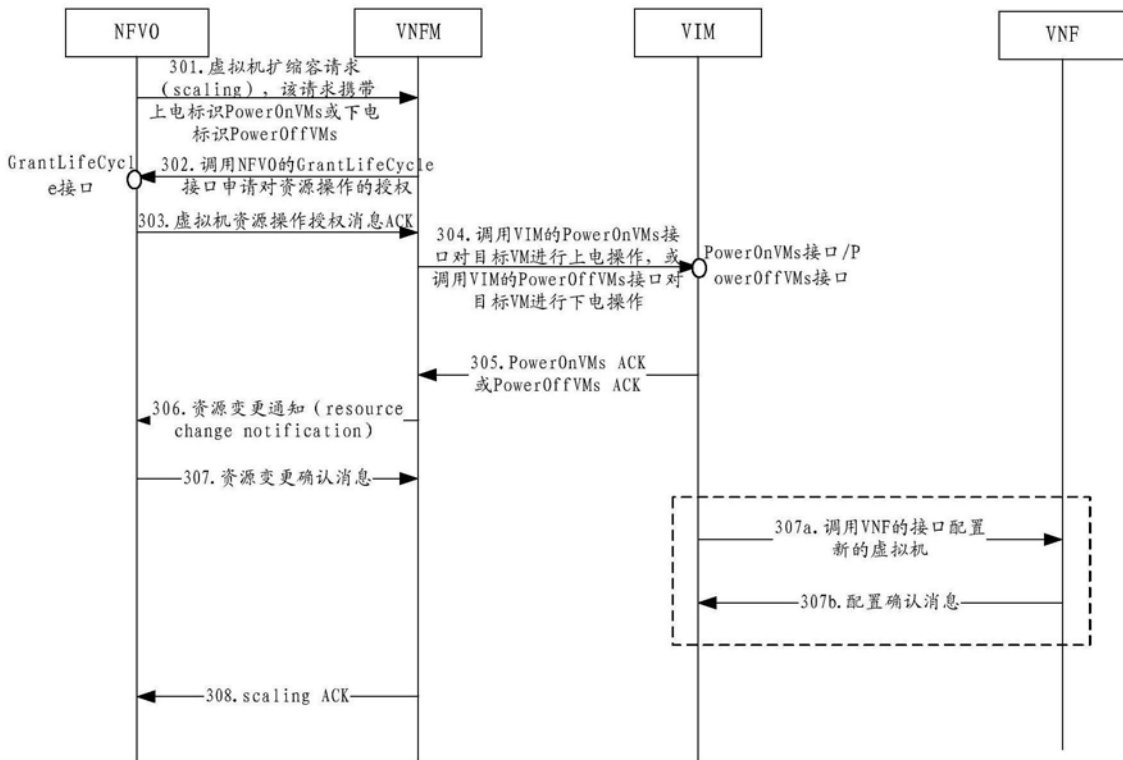 NFVO
VNFM
VIM
VNF
301.虚拟机扩缩容请求
(scaling),该请求携带
上电标识PowerOnVMs或下电
标识PowerOffVMs
GrantLifeCycl
e接口
302.调用NFVO的GrantLifeCycle
接口申请对资源操作的授权
303.虚拟机资源操作授权消息ACK
304.调用VIM的PowerOnVMs接
口对目标VM进行上电操作,或
调用VIM的PowerOffVMs接口对
目标VM进行下电操作
PowerOnVMs接口/P
owerOffVMs接口
305.PowerOnVMs ACK
或PowerOffVMs ACK
306.资源变更通知(resource
change notification)
307.资源变更确认消息
307a.调用VNF的接口配置
新的虚拟机
307b.配置确认消息
308.scaling ACK